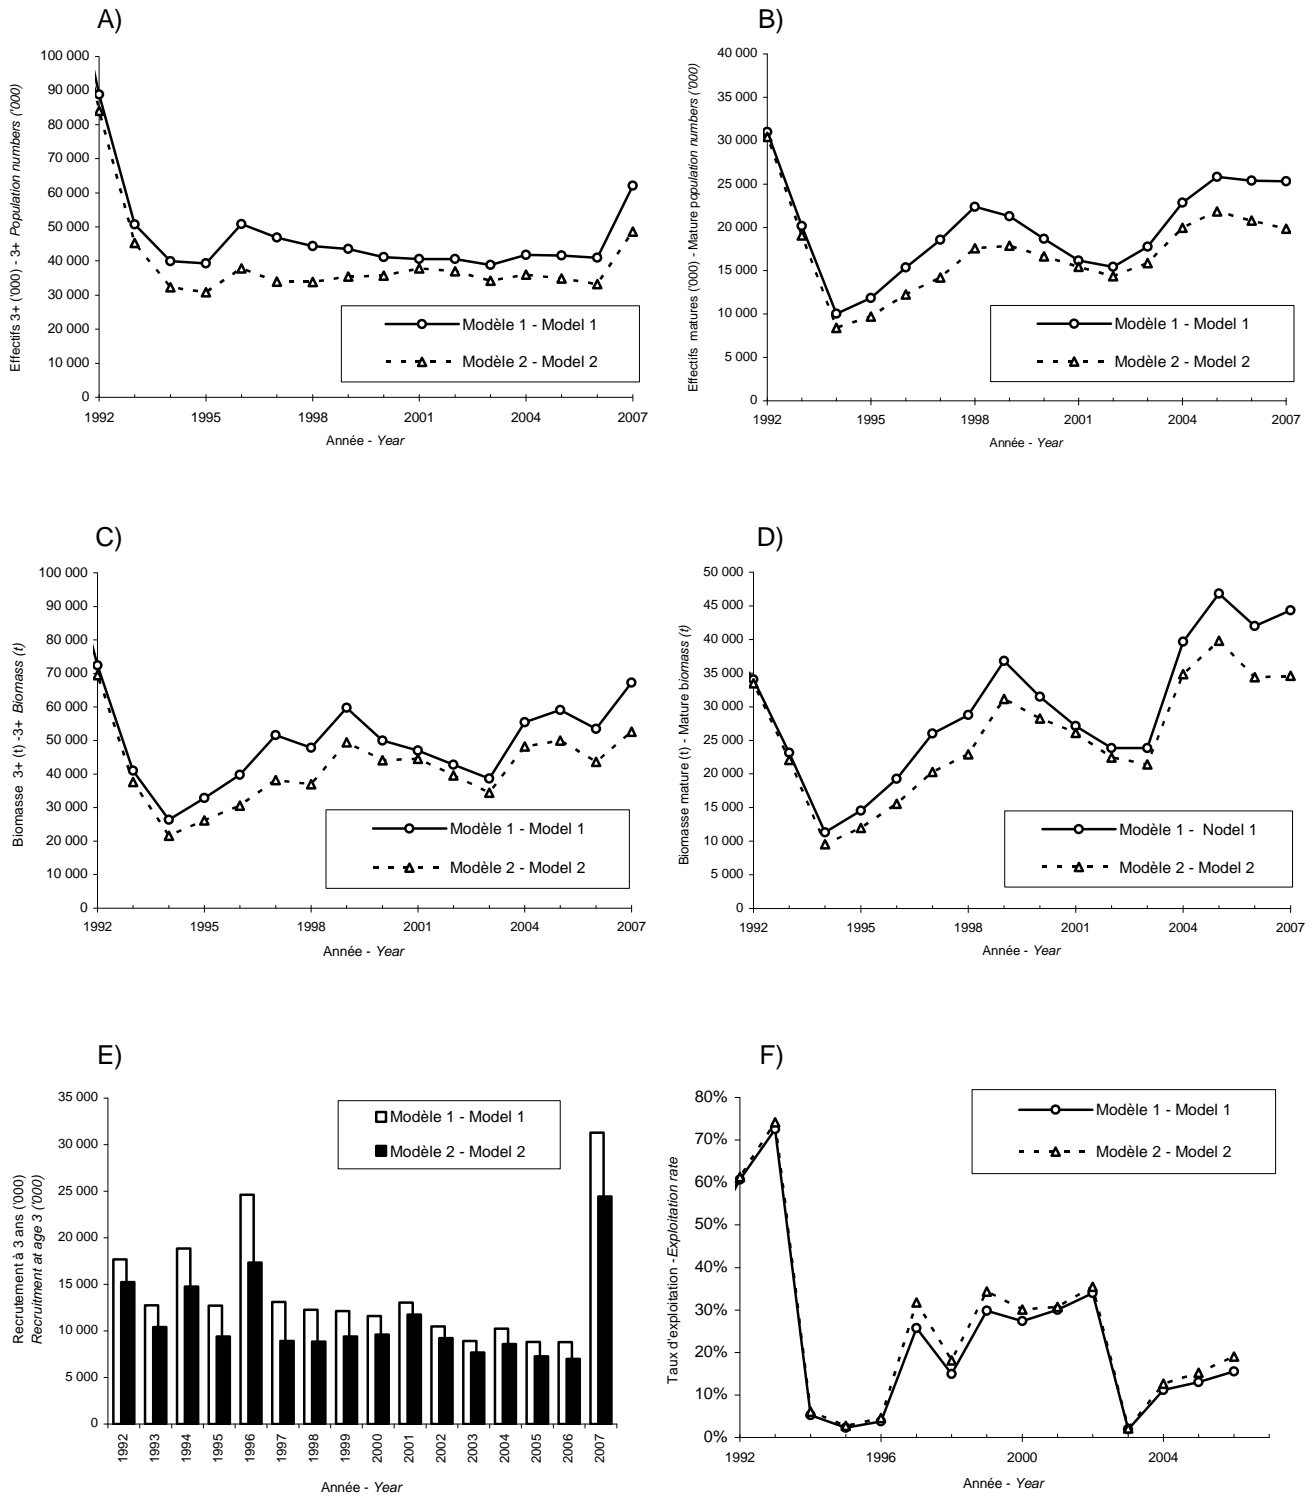 A)
100 000
90 000
80 000
70 000
60 000
50 000
40 000
30 000
20 000
10 000
0
Effectifs 3+ ('000) - 3+ Population numbers ('000)
Modèle 1 - Model 1
Modèle 2 - Model 2
1992 1995 1998 2001 2004 2007
Année - Year
B)
40 000
35 000
30 000
25 000
20 000
15 000
10 000
5 000
0
Effectifs matures ('000) - Mature population numbers ('000)
Modèle 1 - Model 1
Modèle 2 - Model 2
1992 1995 1998 2001 2004 2007
Année - Year
C)
100 000
90 000
80 000
70 000
60 000
50 000
40 000
30 000
20 000
10 000
0
Biomasse 3+ (t) -3+ Biomass (t)
Modèle 1 - Model 1
Modèle 2 - Model 2
1992 1995 1998 2001 2004 2007
Année - Year
D)
50 000
45 000
40 000
35 000
30 000
25 000
20 000
15 000
10 000
5 000
0
Biomasse mature (t) - Mature biomass (t)
Modèle 1 - Nodel 1
Modèle 2 - Model 2
1992 1995 1998 2001 2004 2007
Année - Year
E)
35 000
30 000
25 000
20 000
15 000
10 000
5 000
0
Recrutement à 3 ans ('000)
Recruitment at age 3 ('000)
Modèle 1 - Model 1
Modèle 2 - Model 2
1992 1993 1994 1995 1996 1997 1998 1999 2000 2001 2002 2003 2004 2005 2006 2007
Année - Year
F)
80%
70%
60%
50%
40%
30%
20%
10%
0%
Taux d'exploitation - Exploitation rate
Modèle 1 - Model 1
Modèle 2 - Model 2
1992 1996 2000 2004
Année - Year